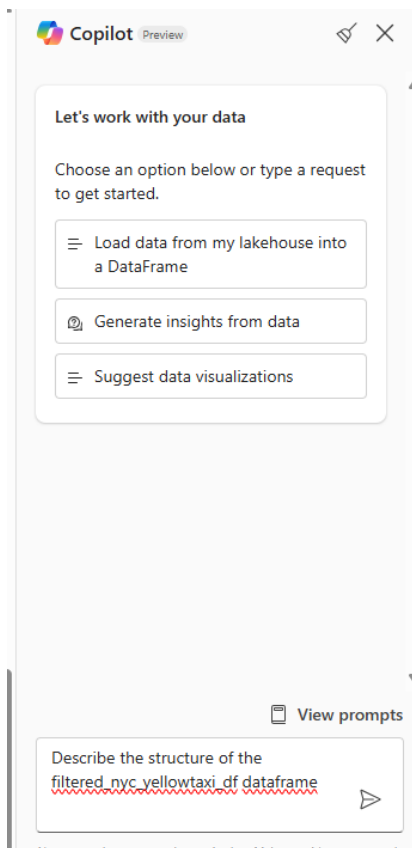 Copilot Preview
Let's work with your data
Choose an option below or type a request
to get started.
Load data from my lakehouse into
a DataFrame
Generate insights from data
Suggest data visualizations
View prompts
Describe the structure of the
filtered_nyc_yellowtaxi_df dataframe